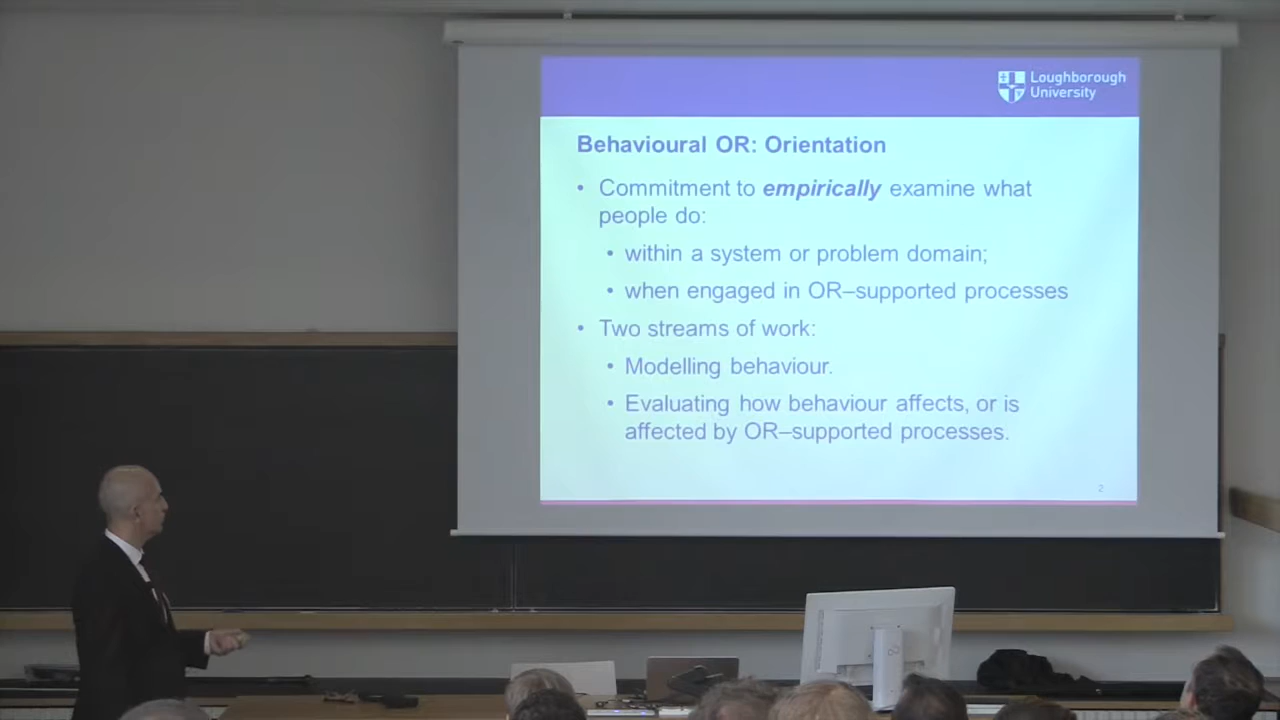 Loughborough
University
Behavioural OR: Orientation
• Commitment to empirically examine what
people do:
• within a system or problem domain;
• when engaged in OR–supported processes
• Two streams of work:
• Modelling behaviour.
• Evaluating how behaviour affects, or is
affected by OR–supported processes.
2